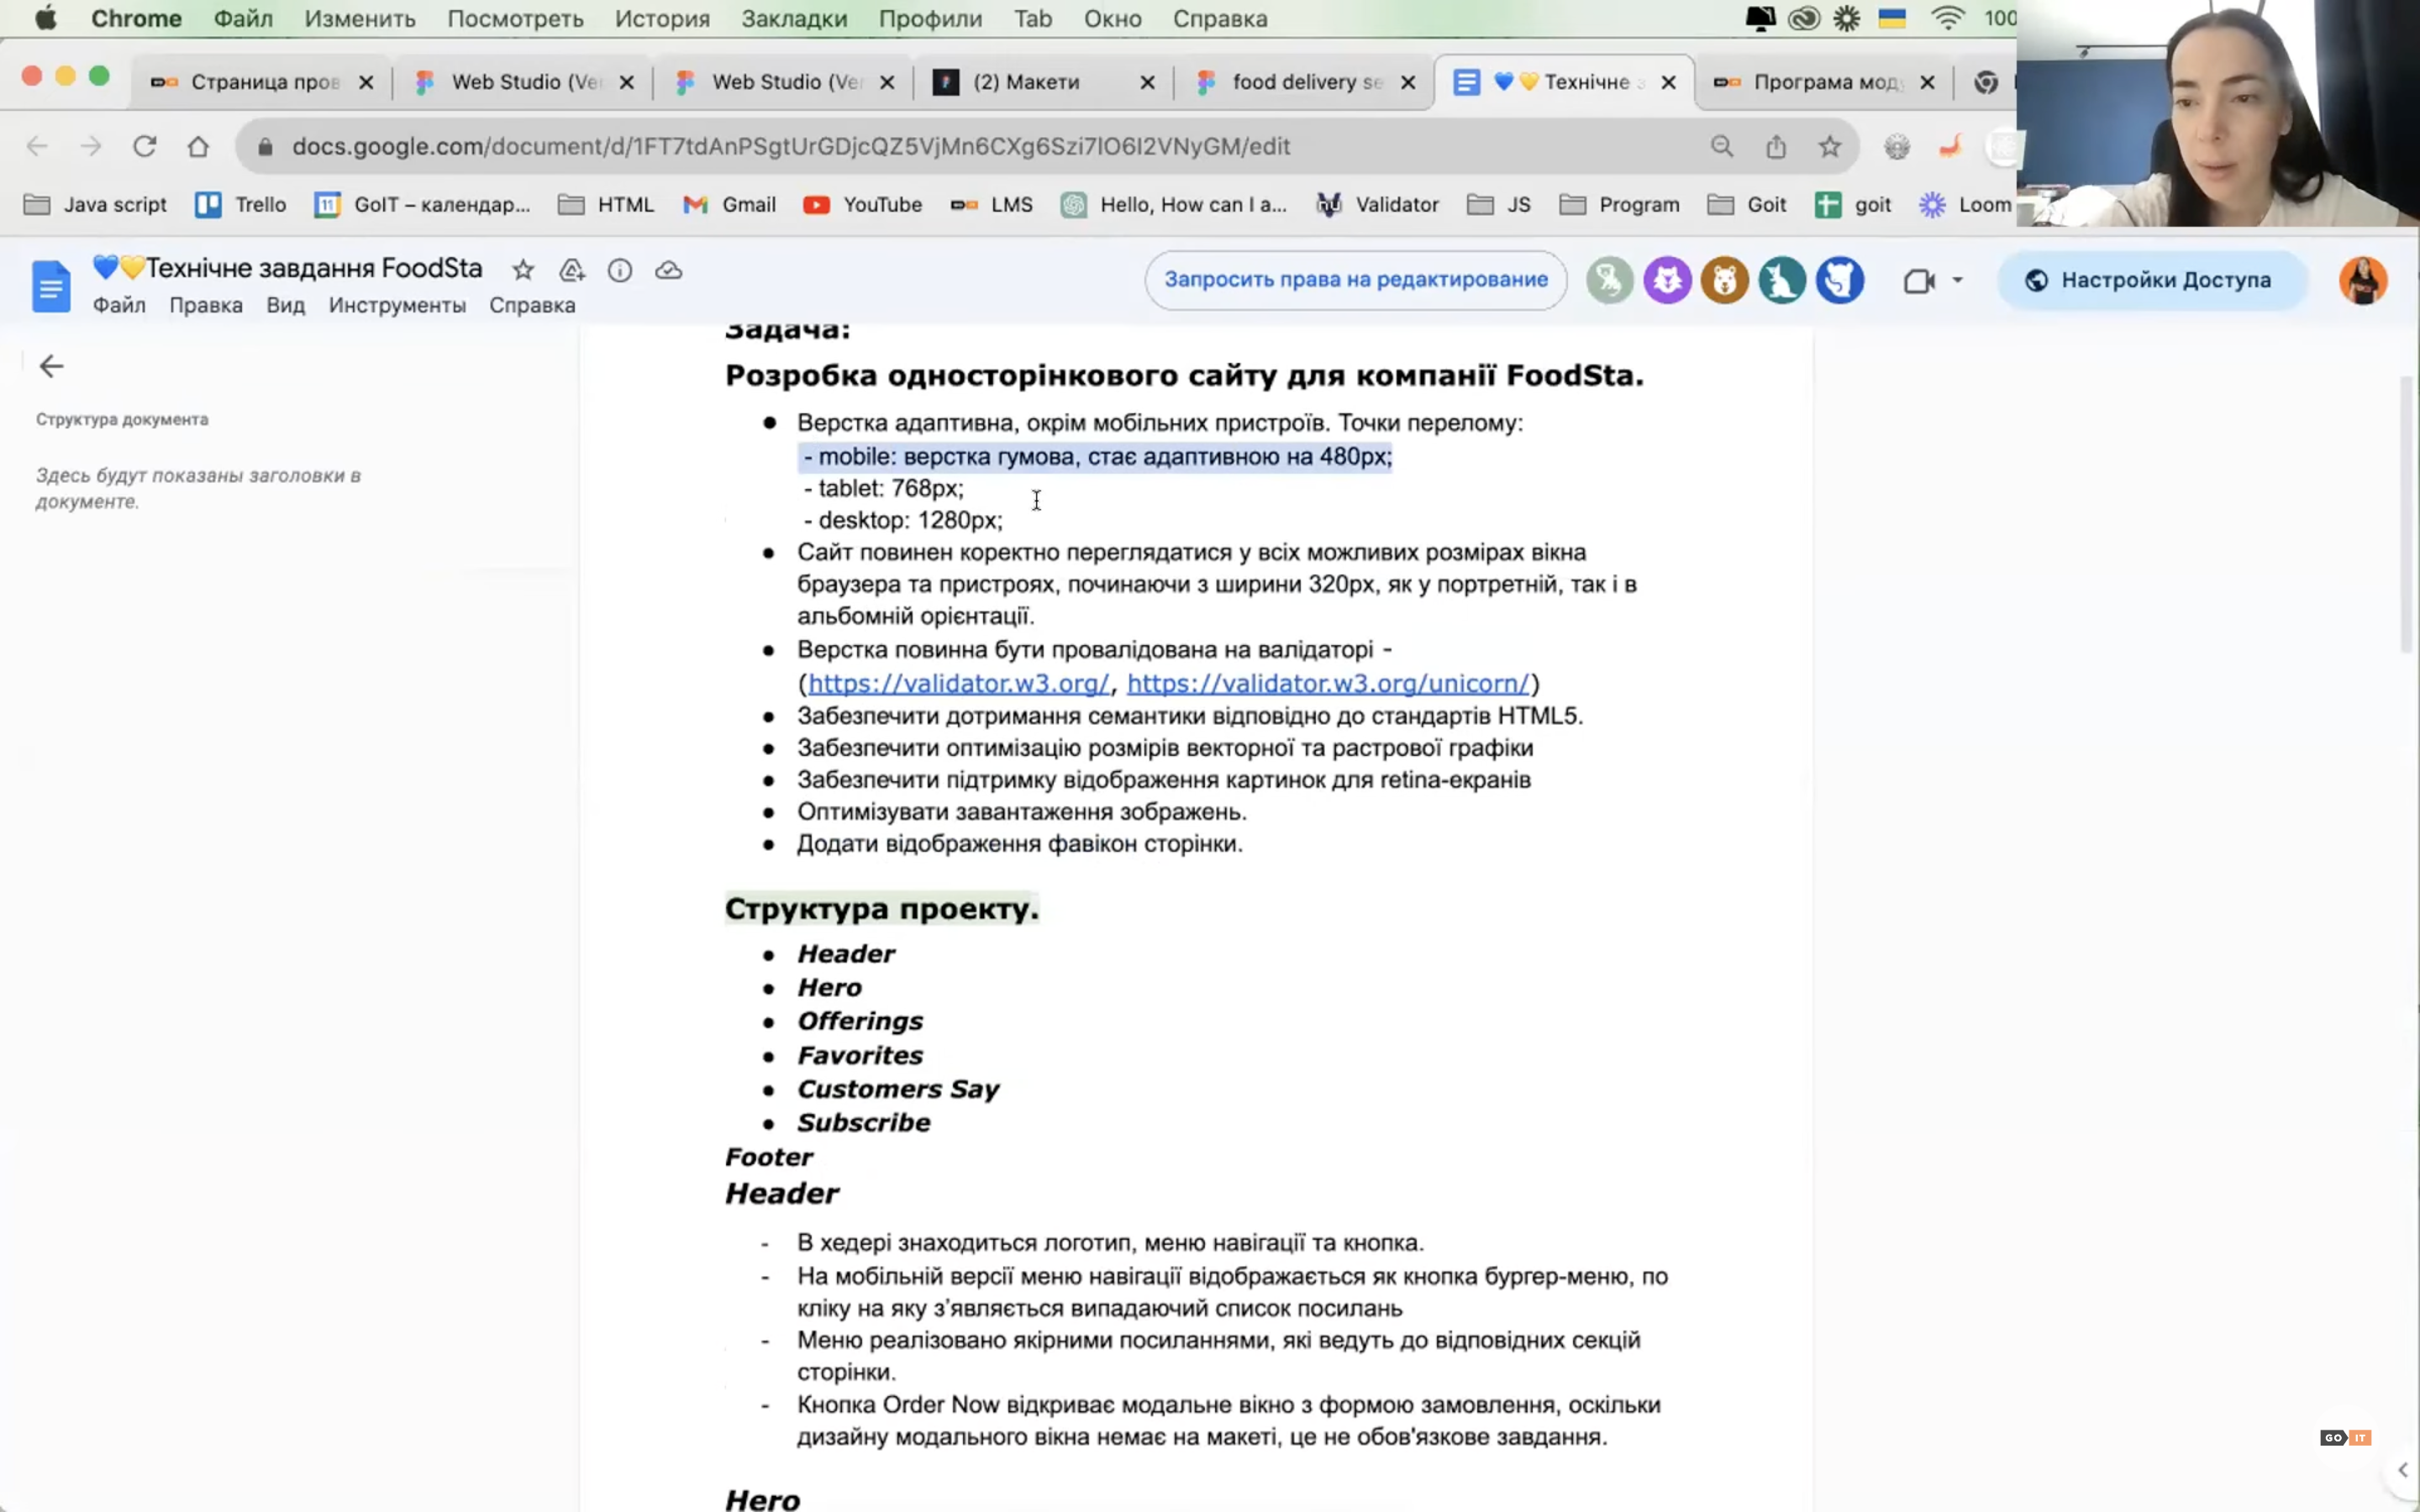 Chrome Файл Изменить Посмотреть История Закладки Профили Tab Окно Справка 100
Страница пров
Web Studio (Ve
Web Studio (Ver
(2) Макети
food delivery se
💙💛 Технічне з
Програма мод
docs.google.com/document/d/1FT7tdAnPSgtUrGDjcQZ5VjMn6CXg6Szi7IO6I2VNyGM/edit
Java script Trello GoIT – календар... HTML Gmail YouTube LMS Hello, How can I a... Validator JS Program Goit goit Loom
💙💛Технічне завдання FoodSta
Файл Правка Вид Инструменты Справка
Запросить права на редактирование
Настройки Доступа
Структура документа
Здесь будут показаны заголовки в
документе.
Задача:
Розробка односторінкового сайту для компанії FoodSta.
● Верстка адаптивна, окрім мобільних пристроїв. Точки перелому:
- mobile: верстка гумова, стає адаптивною на 480px;
- tablet: 768px;
- desktop: 1280px;
● Сайт повинен коректно переглядатися у всіх можливих розмірах вікна
браузера та пристроях, починаючи з ширини 320px, як у портретній, так і в
альбомній орієнтації.
● Верстка повинна бути провалідована на валідаторі -
(https://validator.w3.org/, https://validator.w3.org/unicorn/)
● Забезпечити дотримання семантики відповідно до стандартів HTML5.
● Забезпечити оптимізацію розмірів векторної та растрової графіки
● Забезпечити підтримку відображення картинок для retina-екранів
● Оптимізувати завантаження зображень.
● Додати відображення фавікон сторінки.
Структура проекту.
● Header
● Hero
● Offerings
● Favorites
● Customers Say
● Subscribe
Footer
Header
- В хедері знаходиться логотип, меню навігації та кнопка.
- На мобільній версії меню навігації відображається як кнопка бургер-меню, по
кліку на яку з’являється випадаючий список посилань
- Меню реалізовано якірними посиланнями, які ведуть до відповідних секцій
сторінки.
- Кнопка Order Now відкриває модальне вікно з формою замовлення, оскільки
дизайну модального вікна немає на макеті, це не обов'язкове завдання.
Hero
GO IT